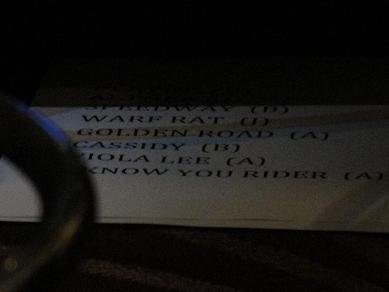 SPEEDWAY (B)
WARF RAT (J)
GOLDEN ROAD (A)
CASSIDY (B)
VIOLA LEE (A)
KNOW YOU RIDER (A)